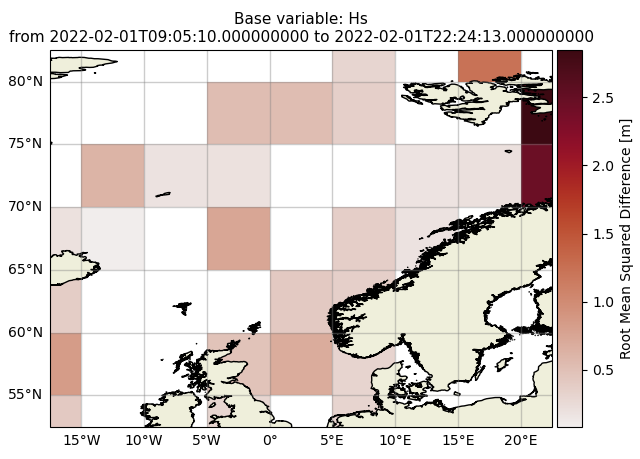 Base variable: Hs
from 2022-02-01T09:05:10.000000000 to 2022-02-01T22:24:13.000000000
80°N
75°N
70°N
65°N
60°N
55°N
15°W
10°W
5°W
0°
5°E
10°E
15°E
20°E
2.5
2.0
1.5
1.0
0.5
Root Mean Squared Difference [m]